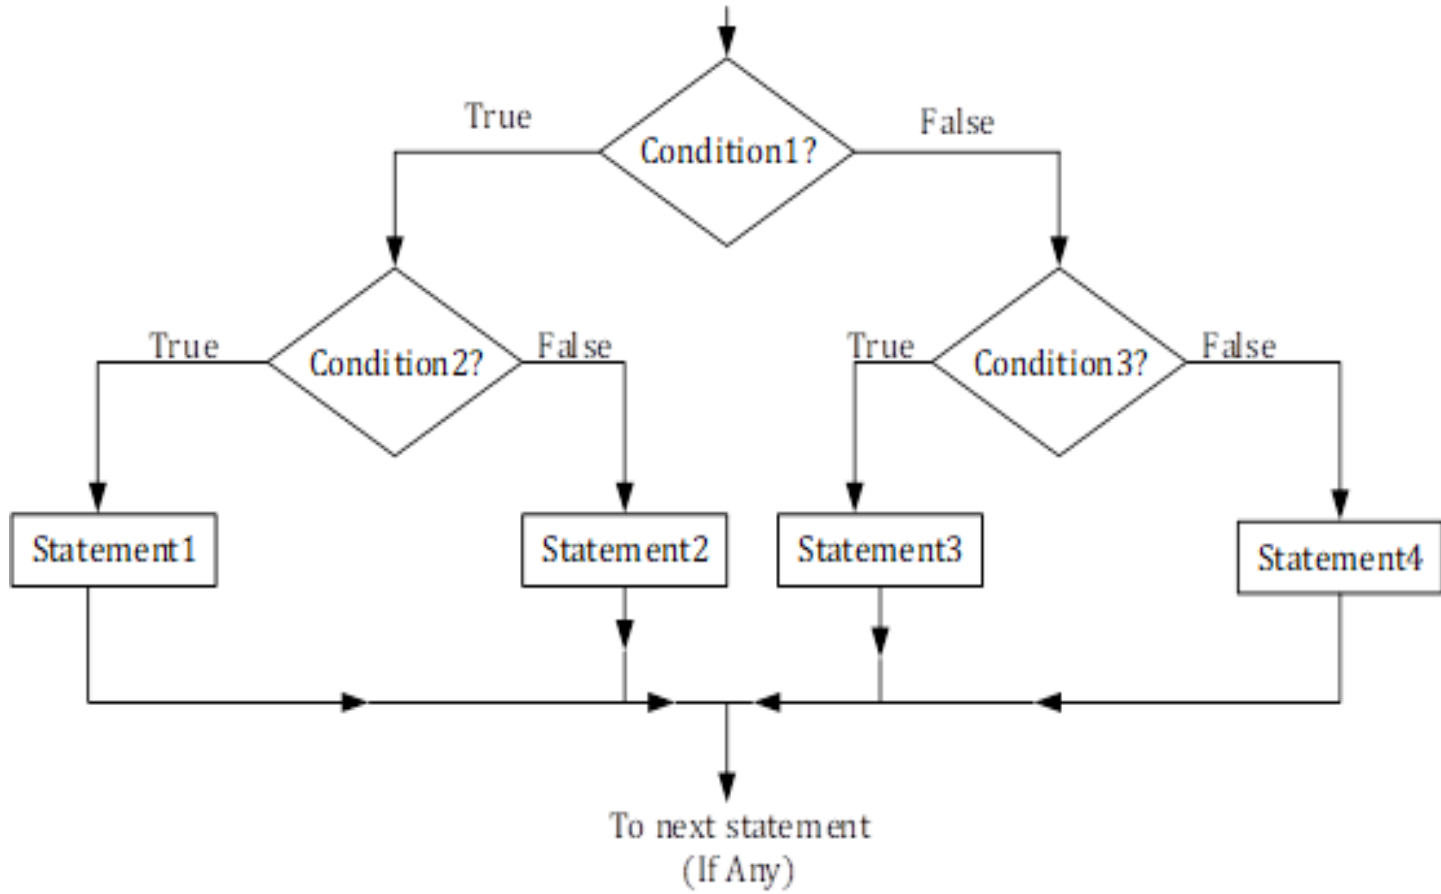 True
False
Condition1?
True
False
True
False
Condition2?
Condition3?
Statement1
Statement2
Statement3
Statement4
To next statement
(If Any)